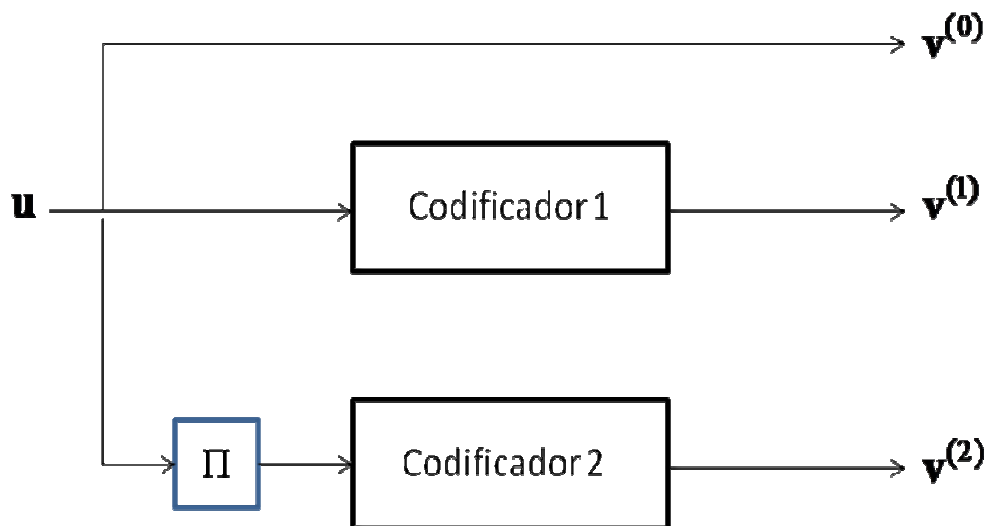 v(0)
u
Codificador 1
v(1)
Π
Codificador 2
v(2)